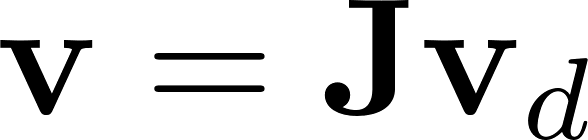 𝐯 = 𝐉𝐯_d